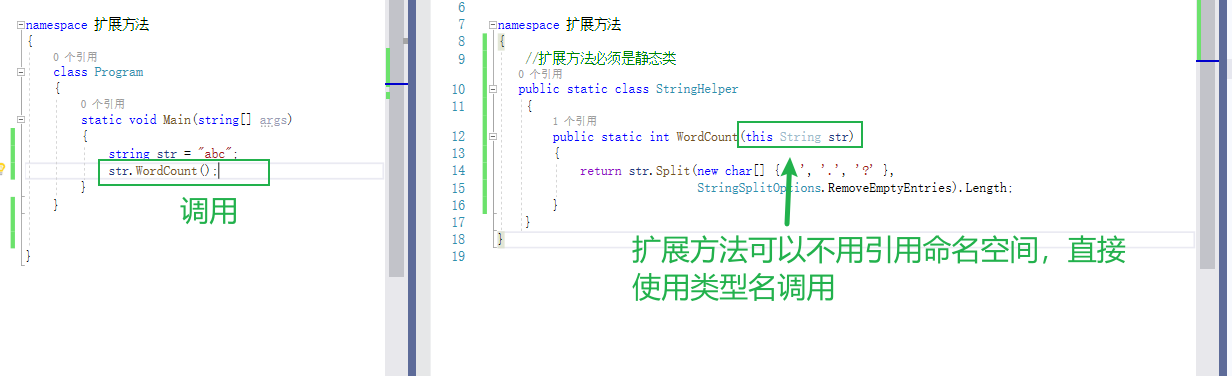 namespace 扩展方法
{
0 个引用
class Program
{
0 个引用
static void Main(string[] args)
{
string str = "abc";
str.WordCount();
}
}
}
调用
6
7 namespace 扩展方法
8 {
9 //扩展方法必须是静态类
0 个引用
10 public static class StringHelper
11 {
1 个引用
12 public static int WordCount(this String str)
13 {
14 return str.Split(new char[] { ', '.', '?' },
15 StringSplitOptions.RemoveEmptyEntries).Length;
16 }
17 }
18 }
19
扩展方法可以不用引用命名空间，直接
使用类型名调用